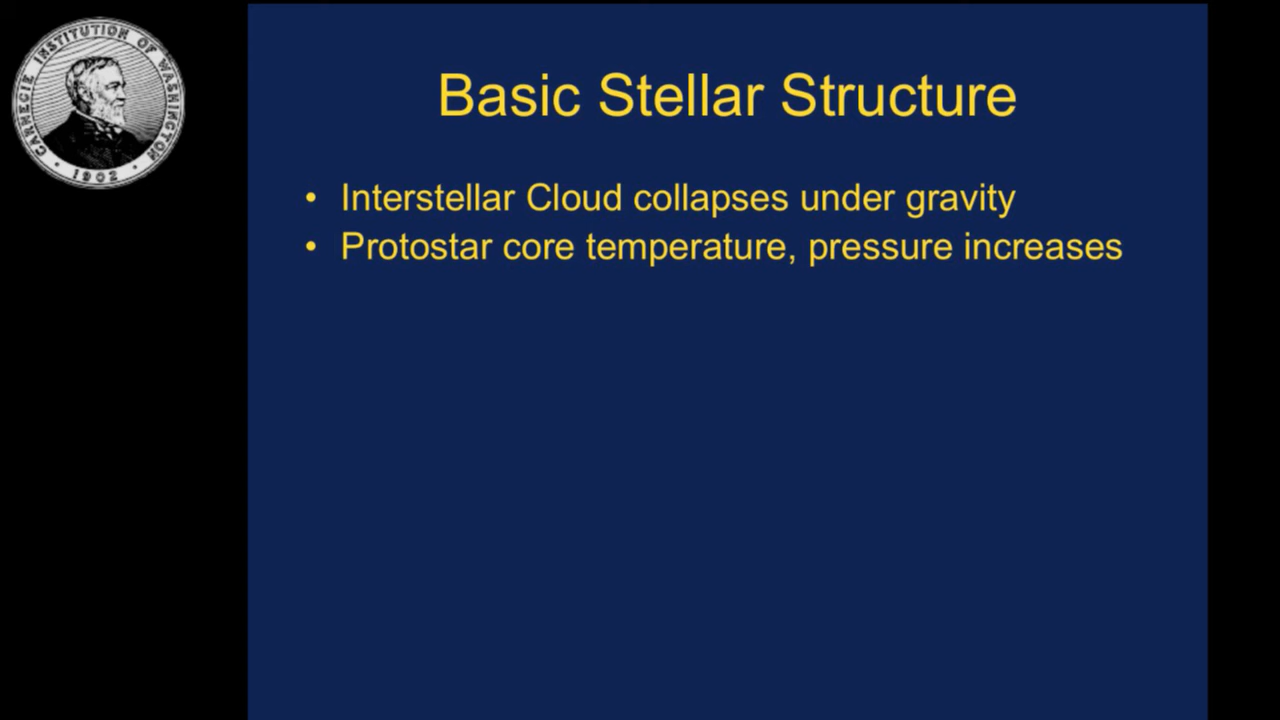 CARNEGIE INSTITUTION OF WASHINGTON
• 1902 •
Basic Stellar Structure
• Interstellar Cloud collapses under gravity
• Protostar core temperature, pressure increases